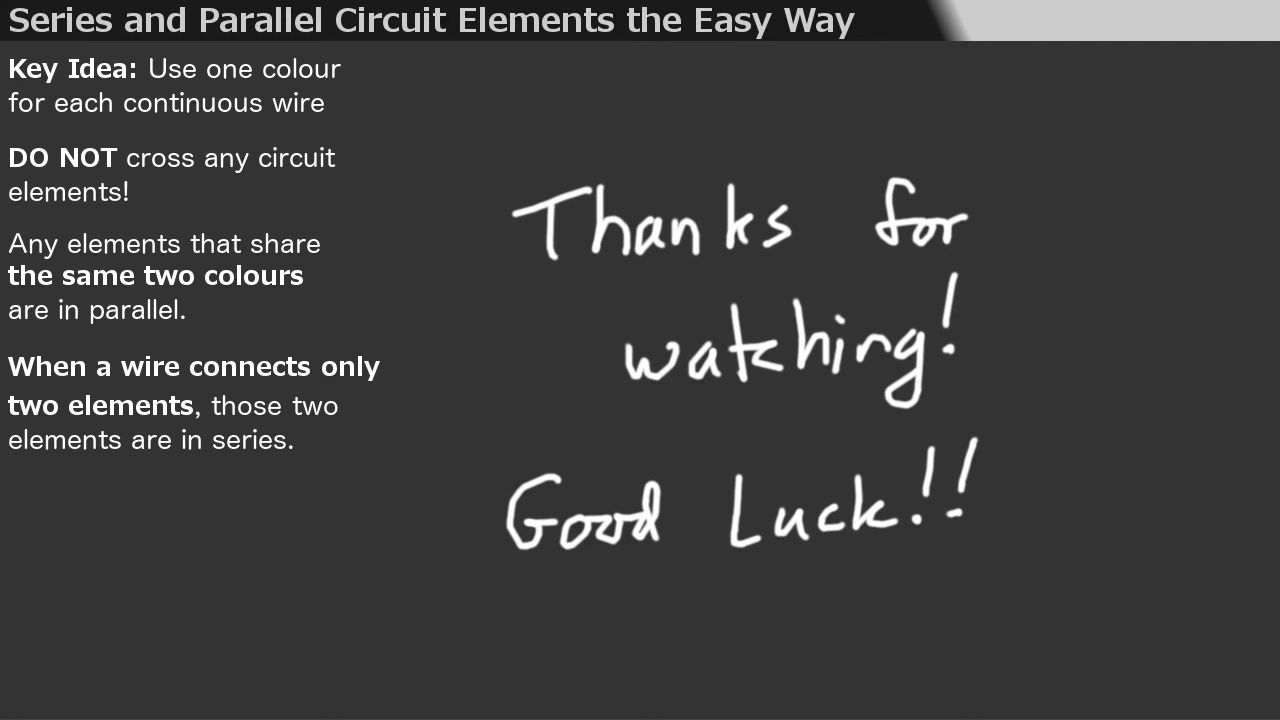 Series and Parallel Circuit Elements the Easy Way
Key Idea: Use one colour
for each continuous wire
DO NOT cross any circuit
elements!
Any elements that share
the same two colours
are in parallel.
When a wire connects only
two elements, those two
elements are in series.
Thanks for
watching!
Good Luck!!